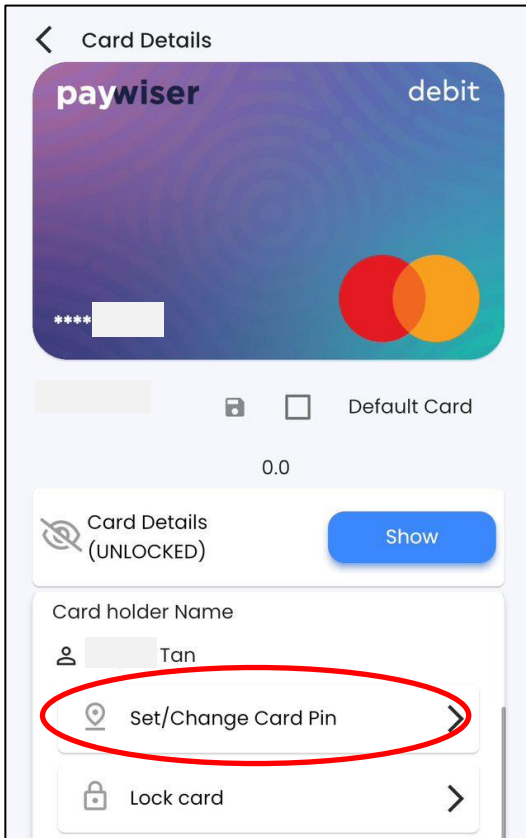 Card Details
paywiser debit
****
Default Card
0.0
Card Details
(UNLOCKED)
Show
Card holder Name
Tan
Set/Change Card Pin
Lock card